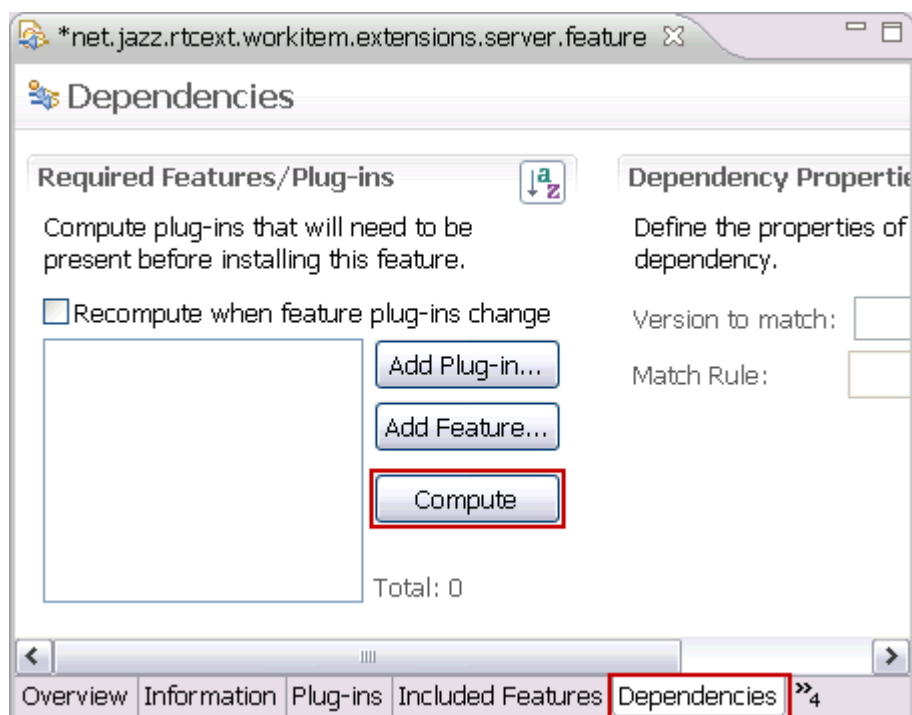 *net.jazz.rtcext.workitem.extensions.server.feature
Dependencies
Required Features/Plug-ins
Compute plug-ins that will need to be
present before installing this feature.
Recompute when feature plug-ins change
Add Plug-in...
Add Feature...
Compute
Total: 0
Dependency Propertie
Define the properties of
dependency.
Version to match:
Match Rule:
Overview Information Plug-ins Included Features Dependencies »4